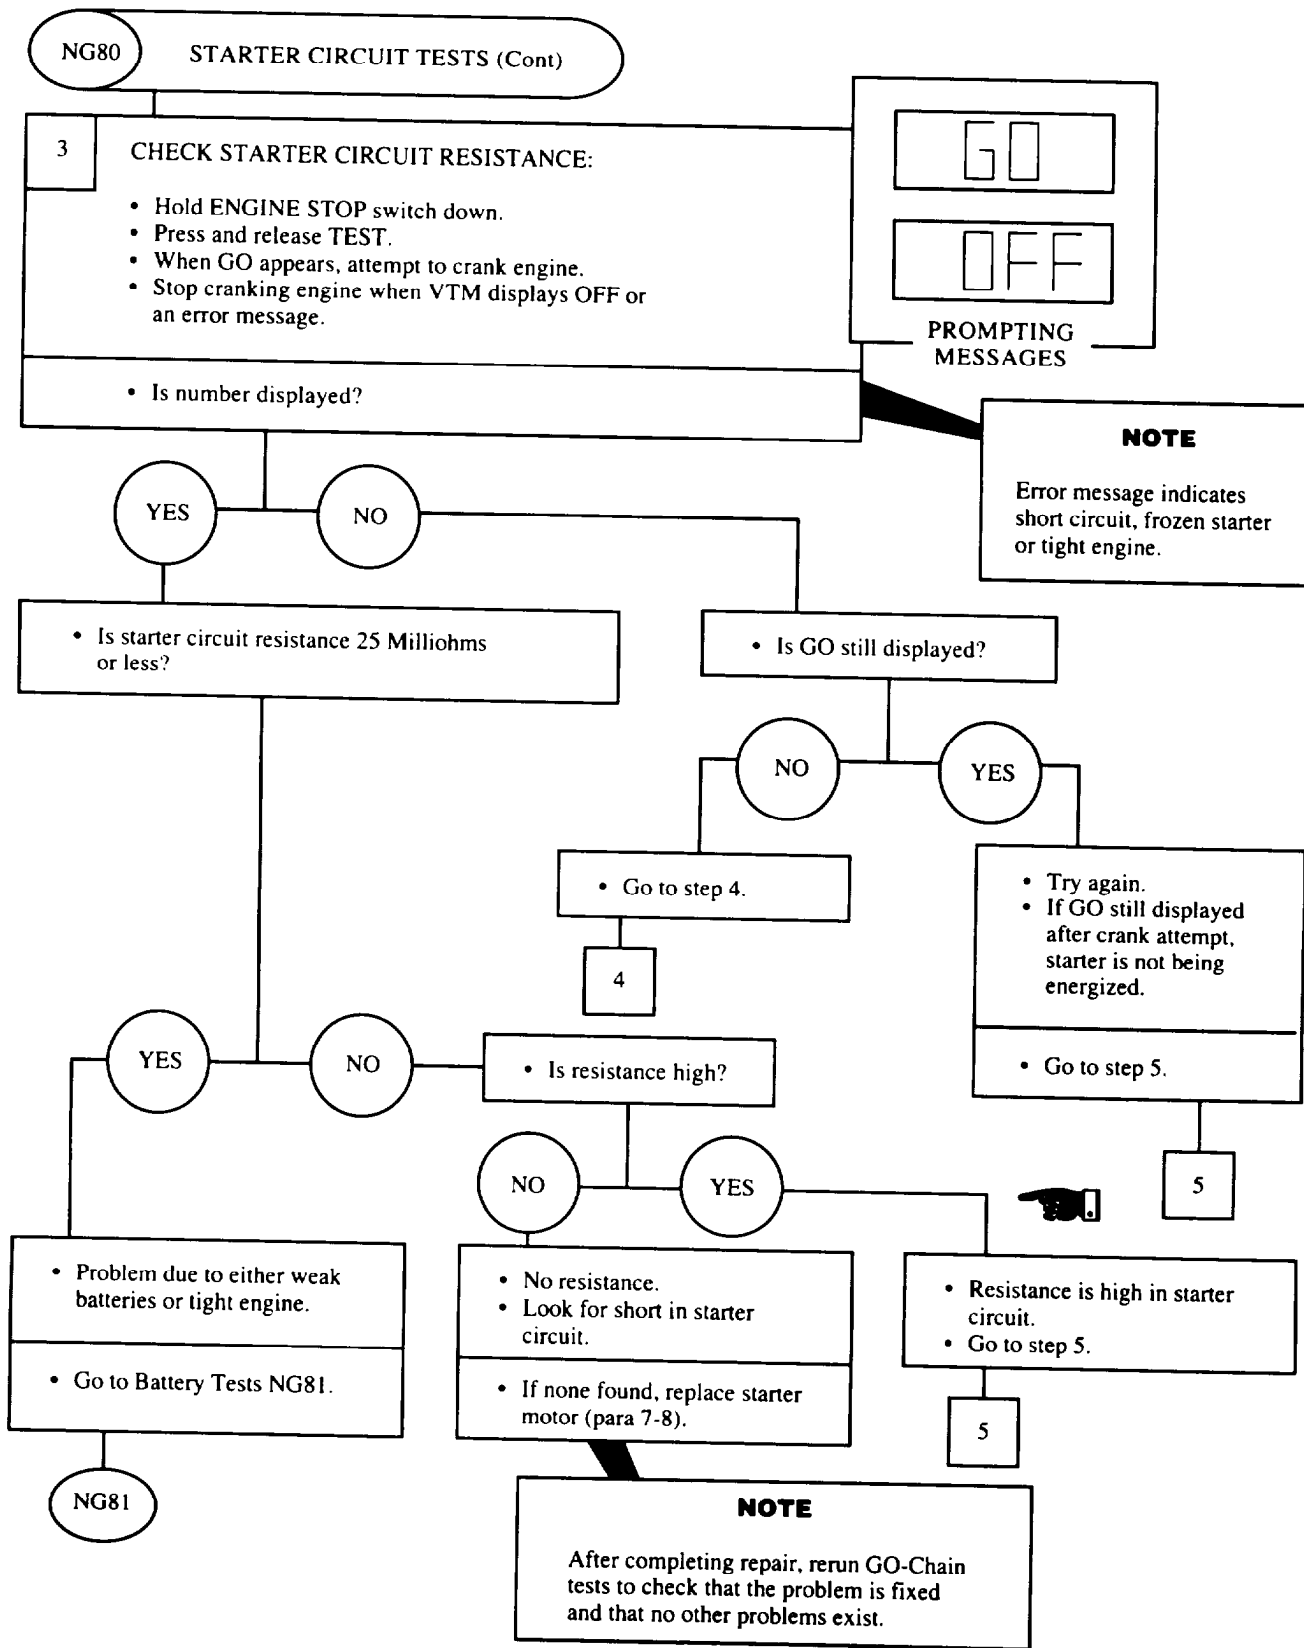 NG80
STARTER CIRCUIT TESTS (Cont)
3
CHECK STARTER CIRCUIT RESISTANCE:
• Hold ENGINE STOP switch down.
• Press and release TEST.
• When GO appears, attempt to crank engine.
• Stop cranking engine when VTM displays OFF or
an error message.
• Is number displayed?
GO
OFF
PROMPTING
MESSAGES
NOTE
Error message indicates
short circuit, frozen starter
or tight engine.
YES
NO
• Is starter circuit resistance 25 Milliohms
or less?
• Is GO still displayed?
NO
YES
• Go to step 4.
4
• Try again.
• If GO still displayed
after crank attempt,
starter is not being
energized.
• Go to step 5.
5
YES
NO
• Is resistance high?
NO
YES
• Problem due to either weak
batteries or tight engine.
• Go to Battery Tests NG81.
NG81
• No resistance.
• Look for short in starter
circuit.
• If none found, replace starter
motor (para 7-8).
• Resistance is high in starter
circuit.
• Go to step 5.
5
NOTE
After completing repair, rerun GO-Chain
tests to check that the problem is fixed
and that no other problems exist.